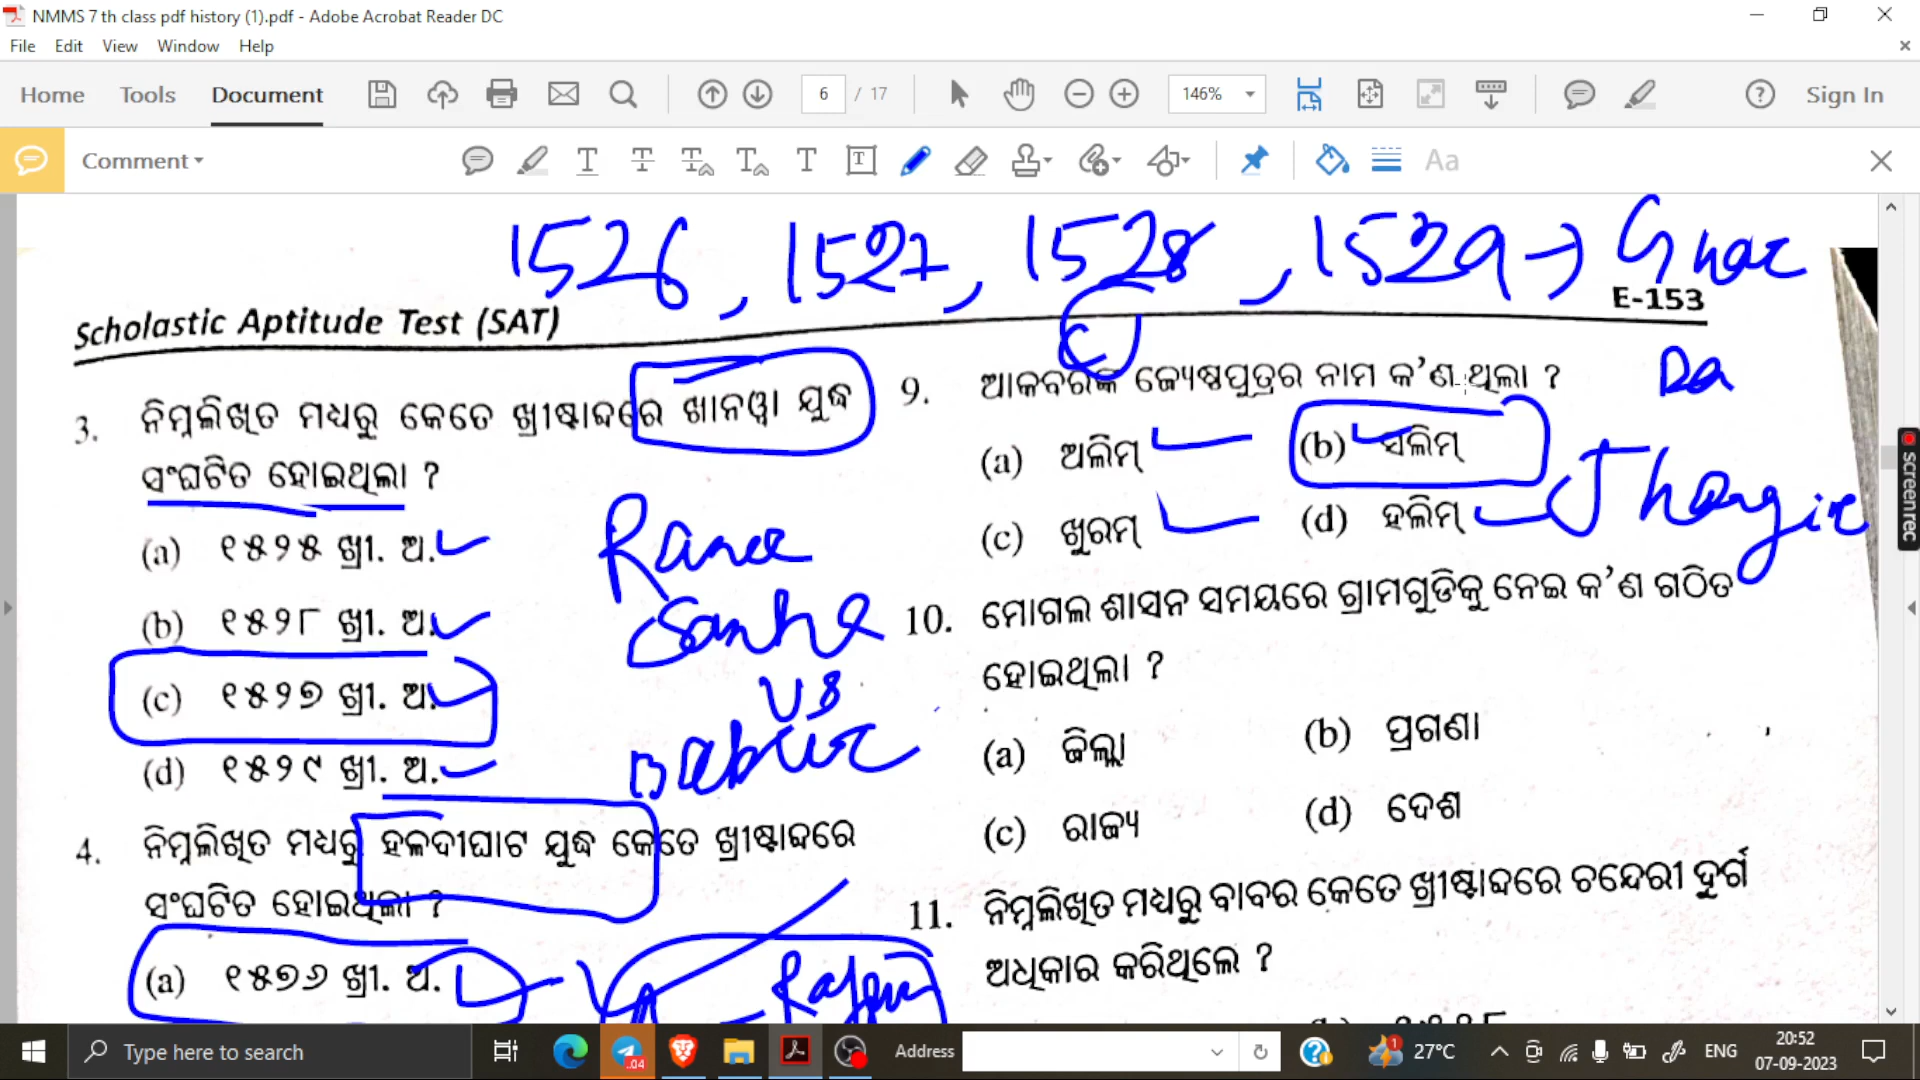 NMMS 7 th class pdf history (1).pdf - Adobe Acrobat Reader DC
File Edit View Window Help
Home Tools Document 6 / 17 146% Sign In
Comment
1526, 1527, 1528, 1529 →
E-153
Scholastic Aptitude Test (SAT)
3. ନିମ୍ନଲିଖିତ ମଧ୍ୟରୁ କେତେ ଖ୍ରୀଷ୍ଟାବ୍ଦରେ ଖାନୱା ଯୁଦ୍ଧ
ସଂଘଟିତ ହୋଇଥିଲା ?
(a) ୧୫୨୫ ଖ୍ରୀ. ଅ.
(b) ୧୫୨୮ ଖ୍ରୀ. ଅ.
(c) ୧୫୨୭ ଖ୍ରୀ. ଅ.
(d) ୧୫୨୯ ଖ୍ରୀ. ଅ.
Rana
VS
4. ନିମ୍ନଲିଖିତ ମଧ୍ୟରୁ ହଳଦୀଘାଟ ଯୁଦ୍ଧ କେତେ ଖ୍ରୀଷ୍ଟାବ୍ଦରେ
ସଂଘଟିତ ହୋଇଥିଲା ?
(a) ୧୫୭୬ ଖ୍ରୀ. ଅ.
C
9. ଆକବରଙ୍କ ଜ୍ୟେଷ୍ଠପୁତ୍ରର ନାମ କ'ଣ ଥିଲା ?
(a) ଅଲିମ୍ (b) ସଲିମ୍
(c) ଖୁରମ୍ (d) ହଲିମ୍
10. ମୋଗଲ ଶାସନ ସମୟରେ ଗ୍ରାମଗୁଡିକୁ ନେଇ କ'ଣ ଗଠିତ
ହୋଇଥିଲା ?
(a) ଜିଲ୍ଲା (b) ପ୍ରଗଣା
(c) ରାଜ୍ୟ (d) ଦେଶ
11. ନିମ୍ନଲିଖିତ ମଧ୍ୟରୁ ବାବର କେତେ ଖ୍ରୀଷ୍ଟାବ୍ଦରେ ଚନ୍ଦେରୀ ଦୁର୍ଗ
ଅଧିକାର କରିଥିଲେ ?
screenrec
Type here to search Address 27°C ENG 20:52
07-09-2023